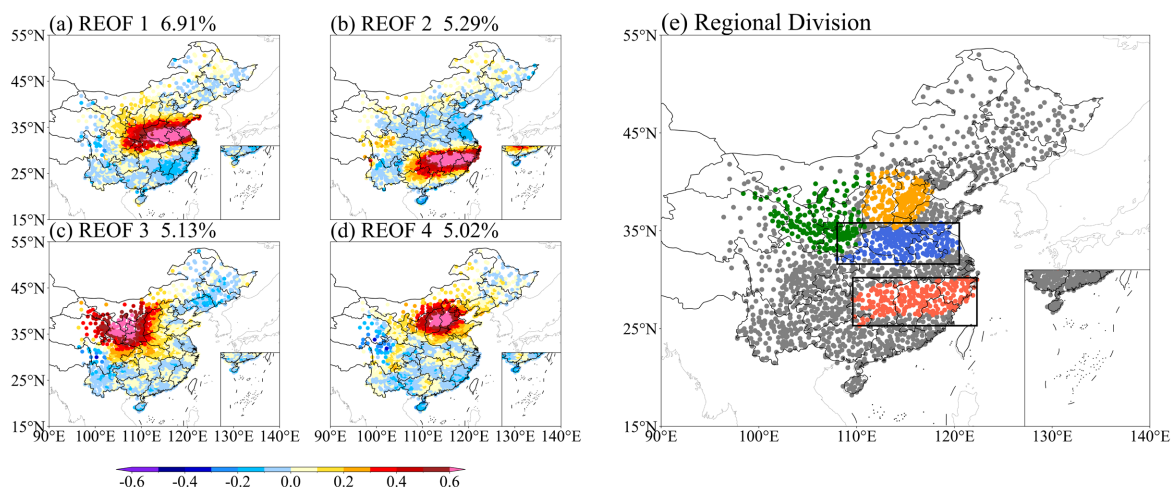 (a) REOF 1 6.91%
(b) REOF 2 5.29%
(e) Regional Division
55°N
45°N
35°N
25°N
15°N
55°N
45°N
35°N
25°N
15°N
(c) REOF 3 5.13%
(d) REOF 4 5.02%
55°N
45°N
35°N
25°N
15°N
90°E 100°E 110°E 120°E 130°E 140°E
90°E 100°E 110°E 120°E 130°E 140°E
90°E 100°E 110°E 120°E 130°E 140°E
-0.6 -0.4 -0.2 0.0 0.2 0.4 0.6